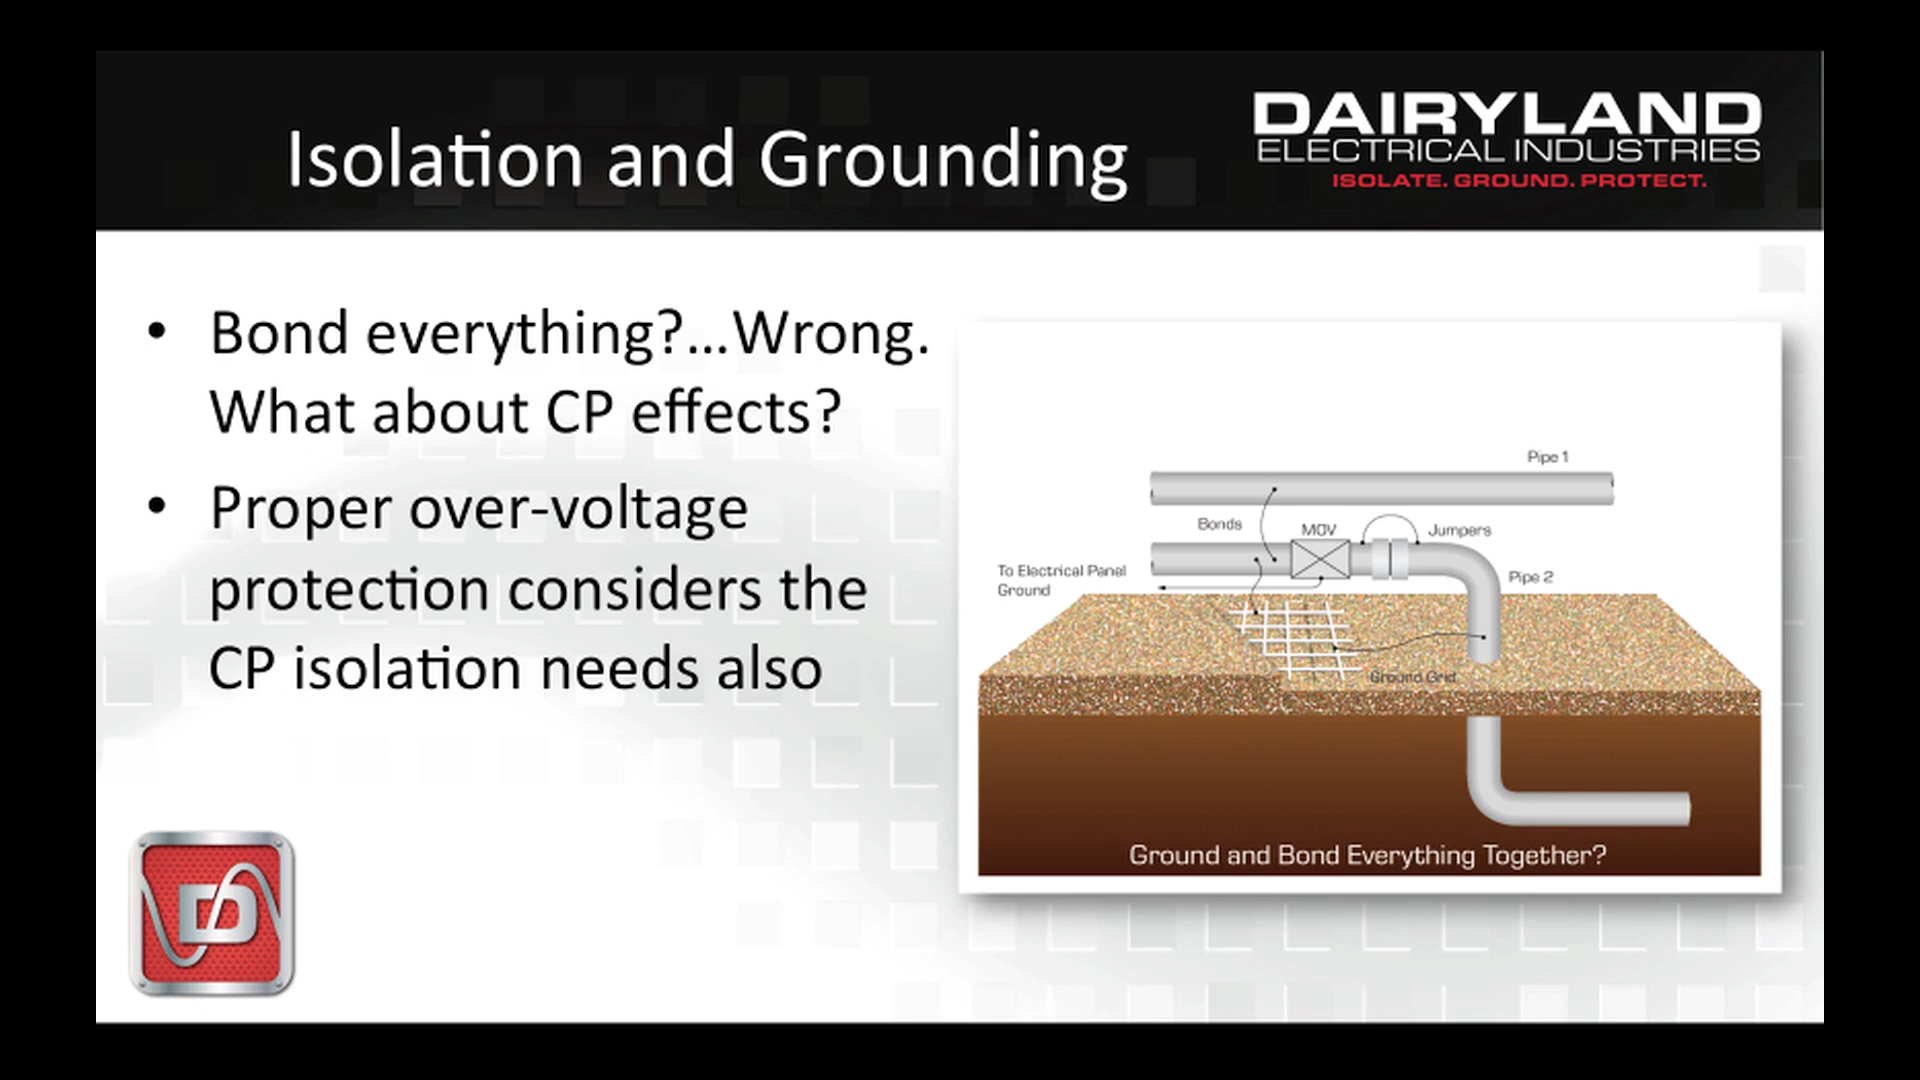 Isolation and Grounding
DAIRYLAND
ELECTRICAL INDUSTRIES
ISOLATE. GROUND. PROTECT.
• Bond everything?...Wrong.
What about CP effects?
• Proper over-voltage
protection considers the
CP isolation needs also
Pipe 1
Bonds
MOV
Jumpers
To Electrical Panel
Ground
Pipe 2
Ground Grid
Ground and Bond Everything Together?
D